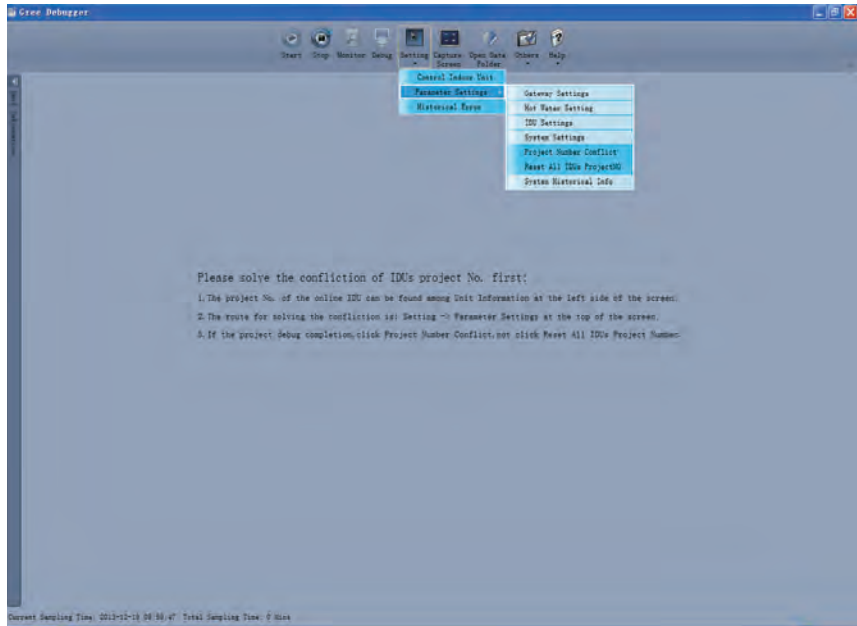 Gree Debugger
Start Stop Monitor Debug Setting Capture Screen Open Data Folder Others Help
Control Indoor Unit
Parameter Settings
Historical Error
Gateway Settings
Hot Water Setting
IDU Settings
System Settings
Project Number Conflict
Reset All IDUs ProjectNO
System Historical Info
Unit Information
Please solve the confliction of IDUs project No. first:
1.The project No. of the online IDU can be found among Unit Information at the left side of the screen.
2.The route for solving the confliction is: Setting -> Parameter Settings at the top of the screen.
3.If the project debug completion,click Project Number Conflict,not click Reset All IDUs Project Number.
Current Sampling Time: 2013-12-18 Total Sampling Time: 0 Mins